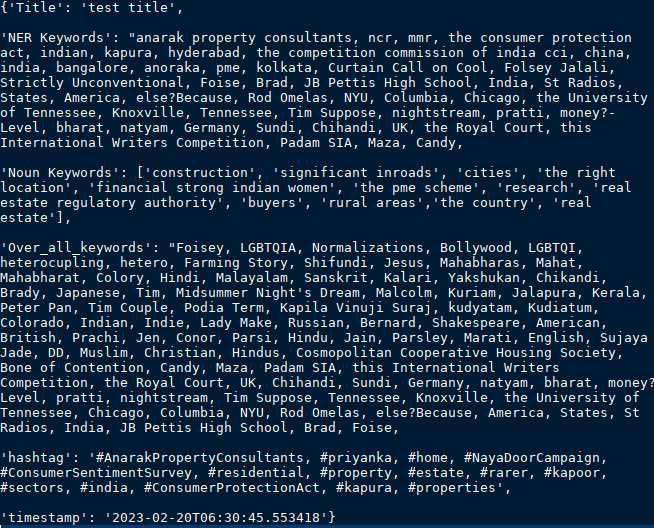 {'Title': 'test title',
'NER Keywords': "anarak property consultants, ncr, mmr, the consumer protection
act, indian, kapura, hyderabad, the competition commission of india cci, china,
india, bangalore, anoraka, pme, kolkata, Curtain Call on Cool, Folsey Jalali,
Strictly Unconventional, Foise, Brad, JB Pettis High School, India, St Radios,
States, America, else?Because, Rod Omelas, NYU, Columbia, Chicago, the University
of Tennessee, Knoxville, Tennessee, Tim Suppose, nightstream, pratti, money?-
Level, bharat, natyam, Germany, Sundi, Chihandi, UK, the Royal Court, this
International Writers Competition, Padam SIA, Maza, Candy,
'Noun Keywords': ['construction', 'significant inroads', 'cities', 'the right
location', 'financial strong indian women', 'the pme scheme', 'research', 'real
estate regulatory authority', 'buyers', 'rural areas','the country', 'real
estate'],
'Over_all_keywords': "Foisey, LGBTQIA, Normalizations, Bollywood, LGBTQI,
heterocupling, hetero, Farming Story, Shifundi, Jesus, Mahabharas, Mahat,
Mahabharat, Colory, Hindi, Malayalam, Sanskrit, Kalari, Yakshukan, Chikandi,
Brady, Japanese, Tim, Midsummer Night's Dream, Malcolm, Kuriam, Jalapura, Kerala,
Peter Pan, Tim Couple, Podia Term, Kapila Vinuji Suraj, kudyatam, Kudiatum,
Colorado, Indian, Indie, Lady Make, Russian, Bernard, Shakespeare, American,
British, Prachi, Jen, Conor, Parsi, Hindu, Jain, Parsley, Marati, English, Sujaya
Jade, DD, Muslim, Christian, Hindus, Cosmopolitan Cooperative Housing Society,
Bone of Contention, Candy, Maza, Padam SIA, this International Writers
Competition, the Royal Court, UK, Chihandi, Sundi, Germany, natyam, bharat, money?
Level, pratti, nightstream, Tim Suppose, Tennessee, Knoxville, the University of
Tennessee, Chicago, Columbia, NYU, Rod Omelas, else?Because, America, States, St
Radios, India, JB Pettis High School, Brad, Foise,
'hashtag': '#AnarakPropertyConsultants, #priyanka, #home, #NayaDoorCampaign,
#ConsumerSentimentSurvey, #residential, #property, #estate, #rarer, #kapoor,
#sectors, #india, #ConsumerProtectionAct, #kapura, #properties',
'timestamp': '2023-02-20T06:30:45.553418'}